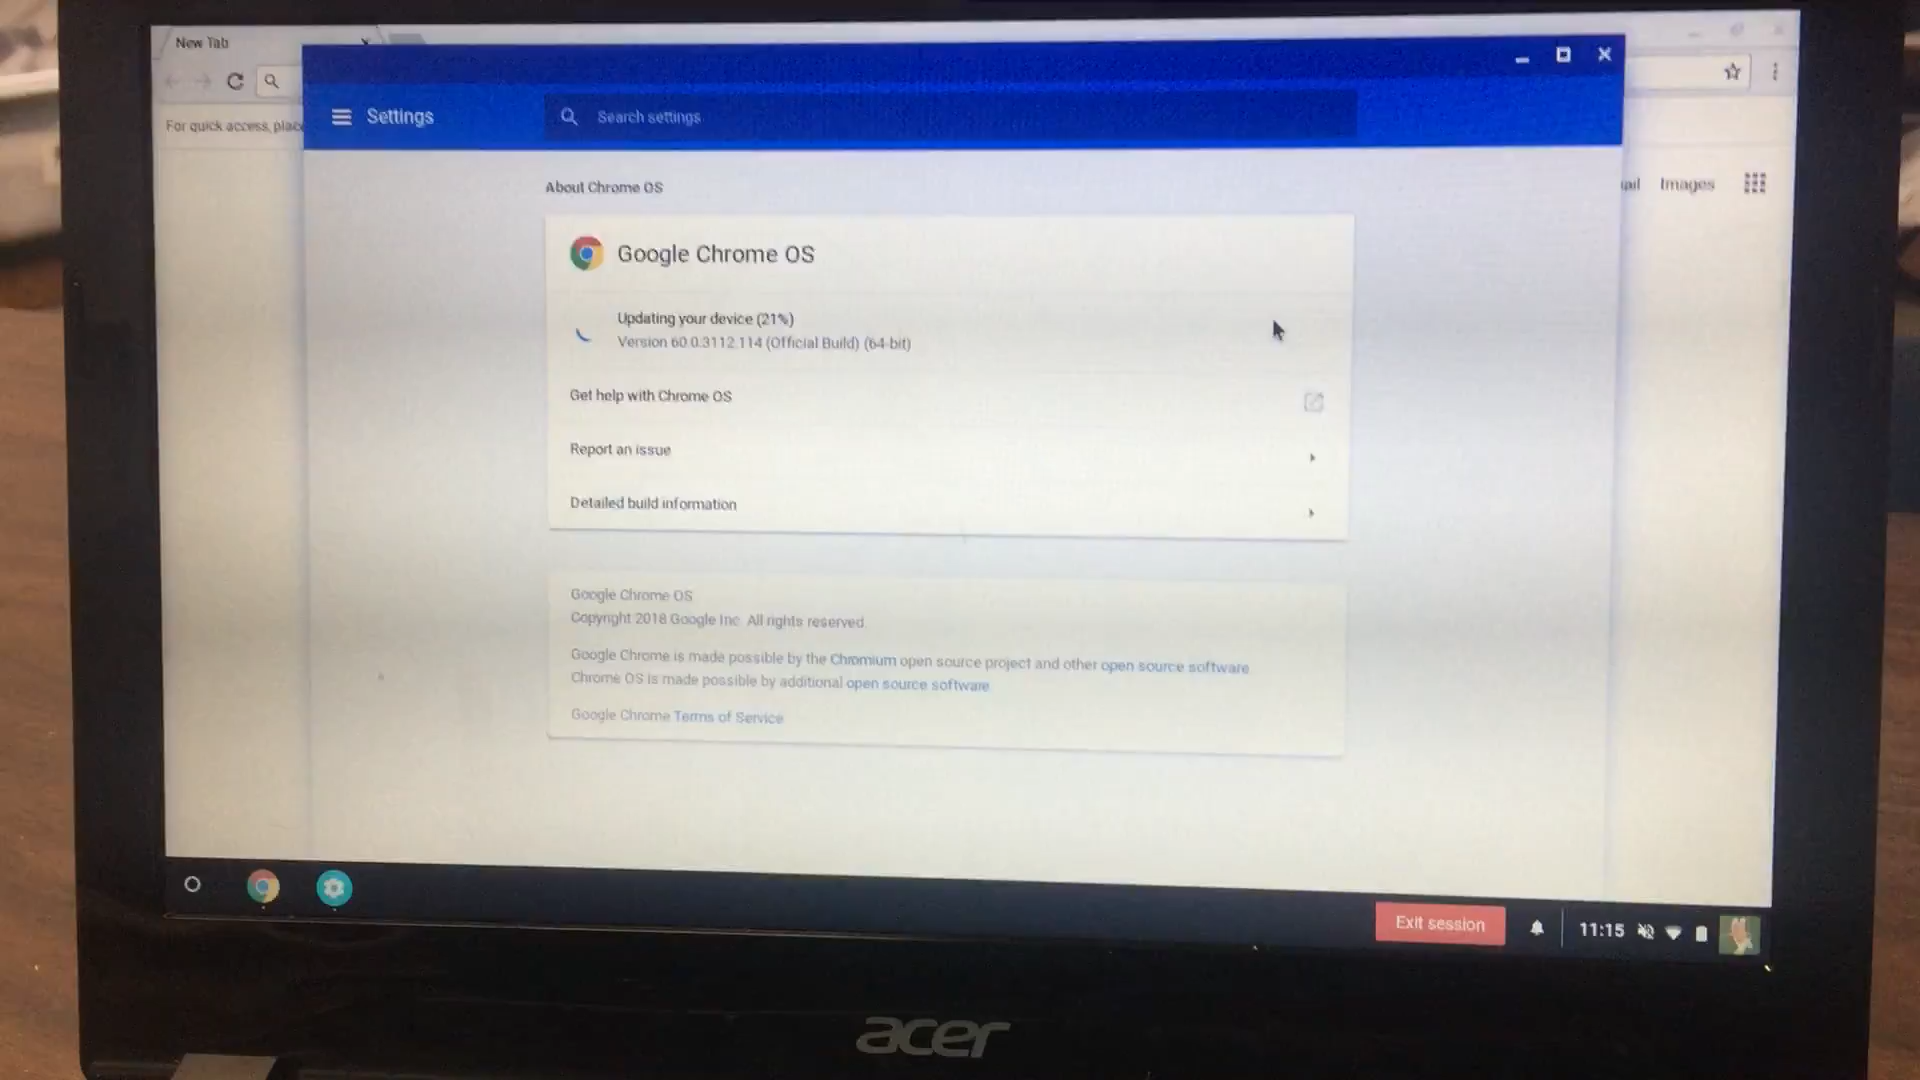 New Tab
For quick access, place
Settings
Search settings
Images
About Chrome OS
Google Chrome OS
Updating your device (21%)
Version 60.0.3112.114 (Official Build) (64-bit)
Get help with Chrome OS
Report an issue
Detailed build information
Google Chrome OS
Copyright 2018 Google Inc. All rights reserved.
Google Chrome is made possible by the Chromium open source project and other open source software.
Chrome OS is made possible by additional open source software.
Google Chrome Terms of Service
Exit session
11:15
acer